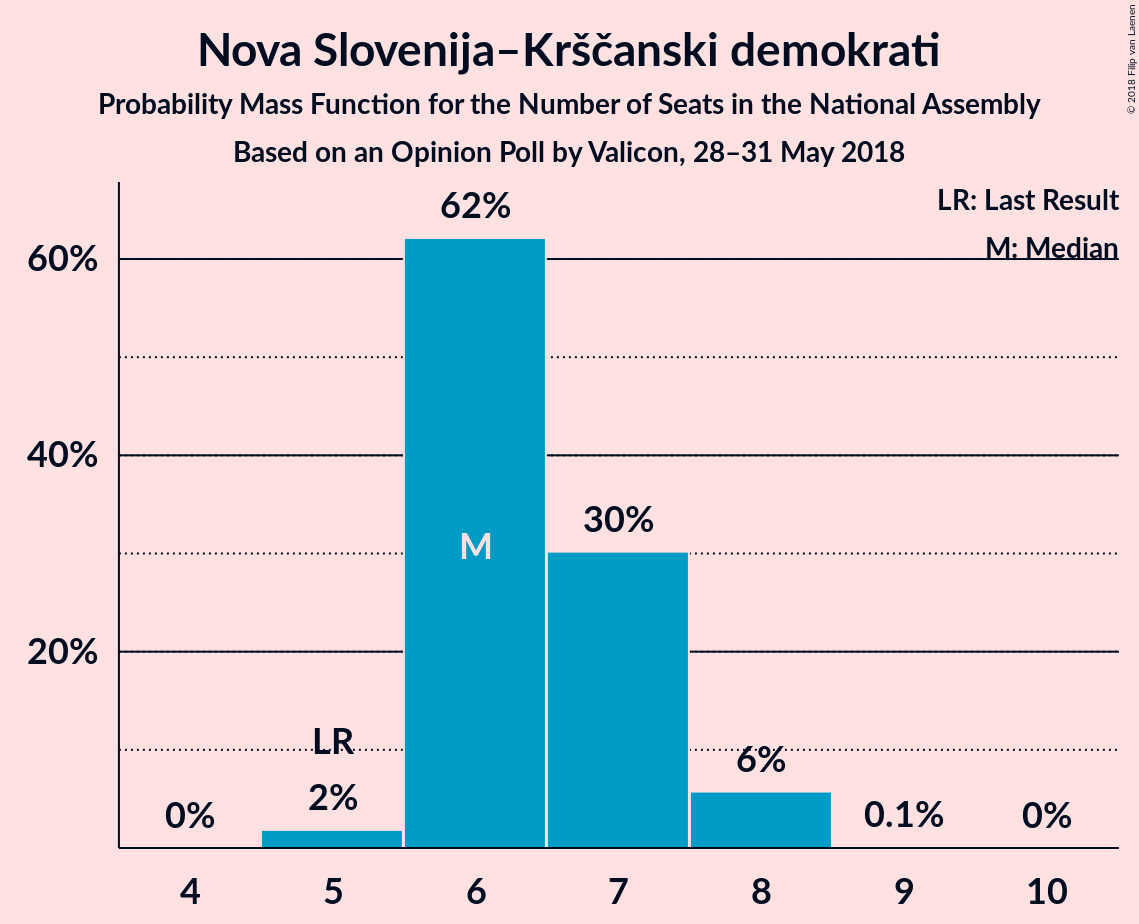 Nova Slovenija–Krščanski demokrati
Probability Mass Function for the Number of Seats in the National Assembly
Based on an Opinion Poll by Valicon, 28–31 May 2018
© 2018 Filip van Laenen
LR: Last Result
M: Median
60%
40%
20%
0%
LR
2%
62%
M
30%
6%
0.1%
0%
4 5 6 7 8 9 10